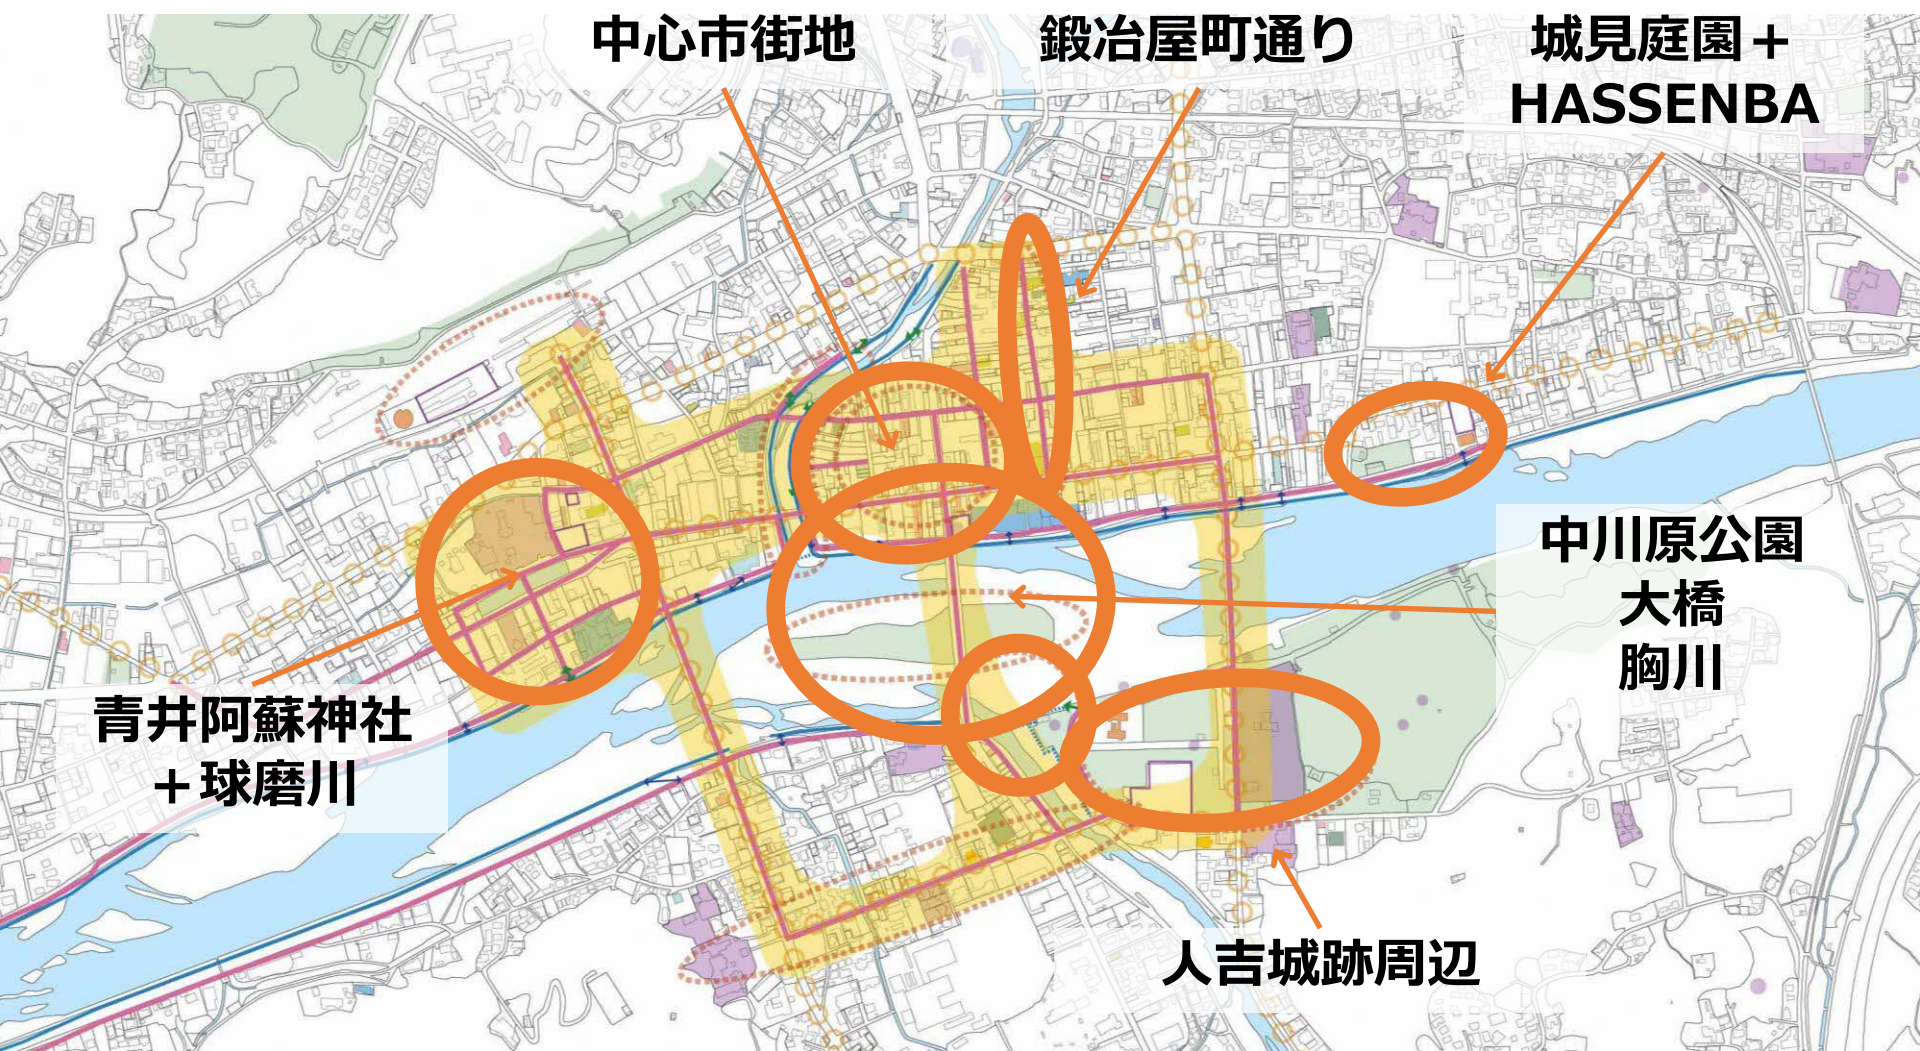 中心市街地
鍛冶屋町通り
城見庭園＋
HASSENBA
中川原公園
大橋
胸川
青井阿蘇神社
＋球磨川
人吉城跡周辺